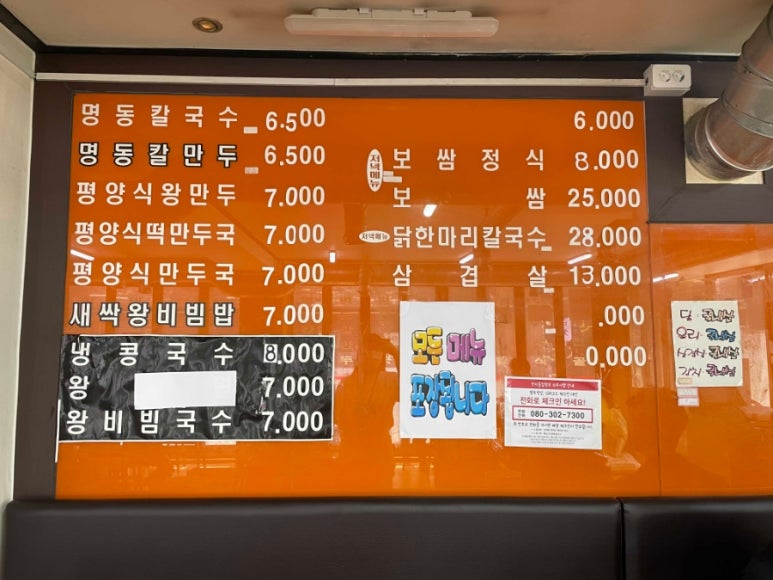 명동칼국수 6.500
명동칼만두 6.500
평양식왕만두 7.000
평양식떡만두국 7.000
평양식만두국 7.000
새싹왕비빔밥 7.000
냉콩국수 8,000
왕 7.000
왕비빔국수 7.000
6.000
저녁메뉴 보쌈정식 8.000
보쌈 25.000
저녁메뉴 닭한마리칼국수 28.000
삼겹살 13.000
.000
0.000
모두 메뉴
포장됩니다
전화로 체크인 하세요!
080-302-7300
원산지
김치